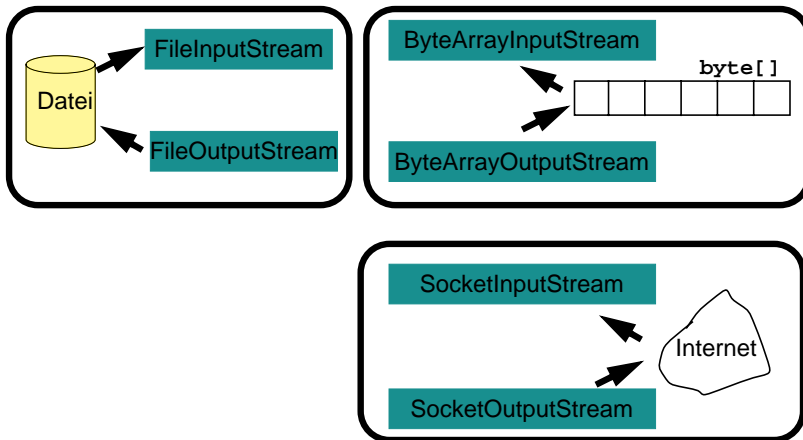 FileInputStream
Datei
FileOutputStream
ByteArrayInputStream
byte[]
ByteArrayOutputStream
SocketInputStream
Internet
SocketOutputStream